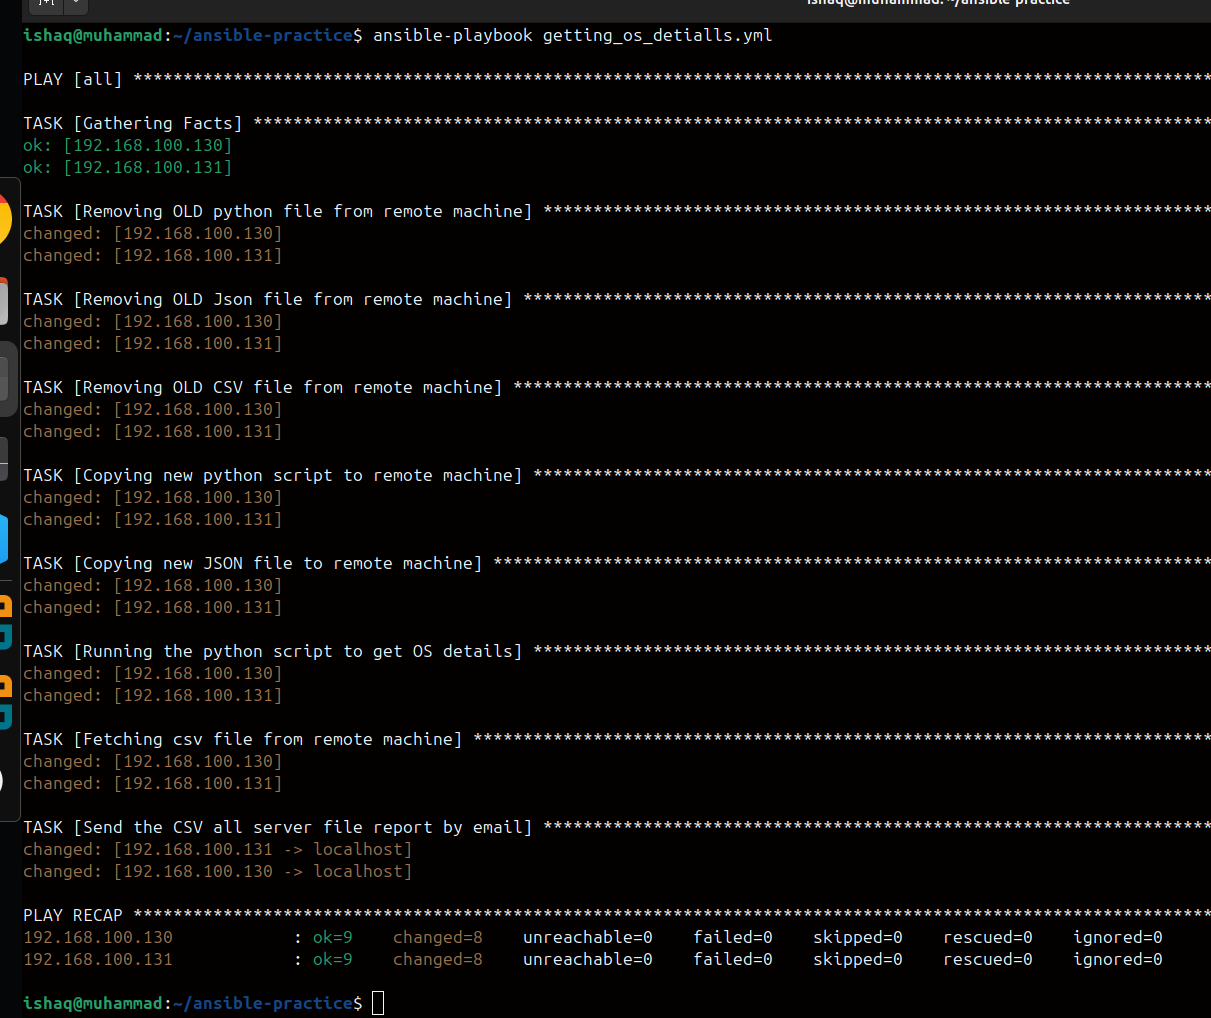 ishaq@muhammad: ~/ansible-practice
ishaq@muhammad:~/ansible-practice$ ansible-playbook getting_os_detialls.yml
PLAY [all] ************************************************************************************************************
TASK [Gathering Facts] ************************************************************************************************
ok: [192.168.100.130]
ok: [192.168.100.131]
TASK [Removing OLD python file from remote machine] *******************************************************************
changed: [192.168.100.130]
changed: [192.168.100.131]
TASK [Removing OLD Json file from remote machine] *********************************************************************
changed: [192.168.100.130]
changed: [192.168.100.131]
TASK [Removing OLD CSV file from remote machine] **********************************************************************
changed: [192.168.100.130]
changed: [192.168.100.131]
TASK [Copying new python script to remote machine] ********************************************************************
changed: [192.168.100.130]
changed: [192.168.100.131]
TASK [Copying new JSON file to remote machine] ************************************************************************
changed: [192.168.100.130]
changed: [192.168.100.131]
TASK [Running the python script to get OS details] ********************************************************************
changed: [192.168.100.130]
changed: [192.168.100.131]
TASK [Fetching csv file from remote machine] **************************************************************************
changed: [192.168.100.130]
changed: [192.168.100.131]
TASK [Send the CSV all server file report by email] *******************************************************************
changed: [192.168.100.131 -> localhost]
changed: [192.168.100.130 -> localhost]
PLAY RECAP ************************************************************************************************************
192.168.100.130 : ok=9 changed=8 unreachable=0 failed=0 skipped=0 rescued=0 ignored=0
192.168.100.131 : ok=9 changed=8 unreachable=0 failed=0 skipped=0 rescued=0 ignored=0
ishaq@muhammad:~/ansible-practice$